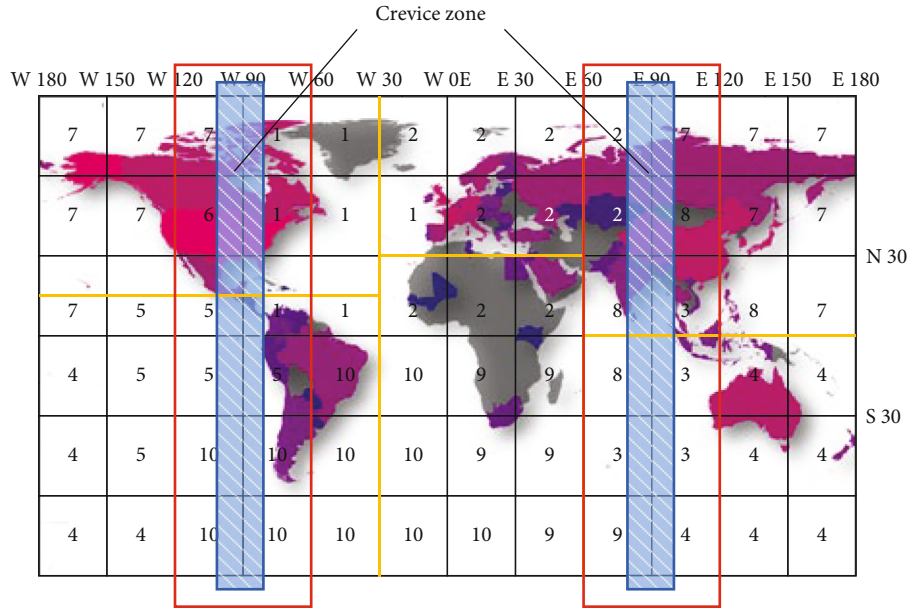 Crevice zone
W 180 W 150 W 120 W 90 W 60 W 30 W 0E E 30 E 60 E 90 E 120 E 150 E 180
7 7 7 1 1 2 2 2 2 7 7 7
7 7 6 1 1 1 2 2 2 8 7 7
N 30
7 5 5 1 1 2 2 2 8 3 8 7
4 5 5 5 10 10 9 9 8 3 4 4
S 30
4 5 10 10 10 10 9 9 3 3 4 4
4 4 10 10 10 10 10 9 9 4 4 4